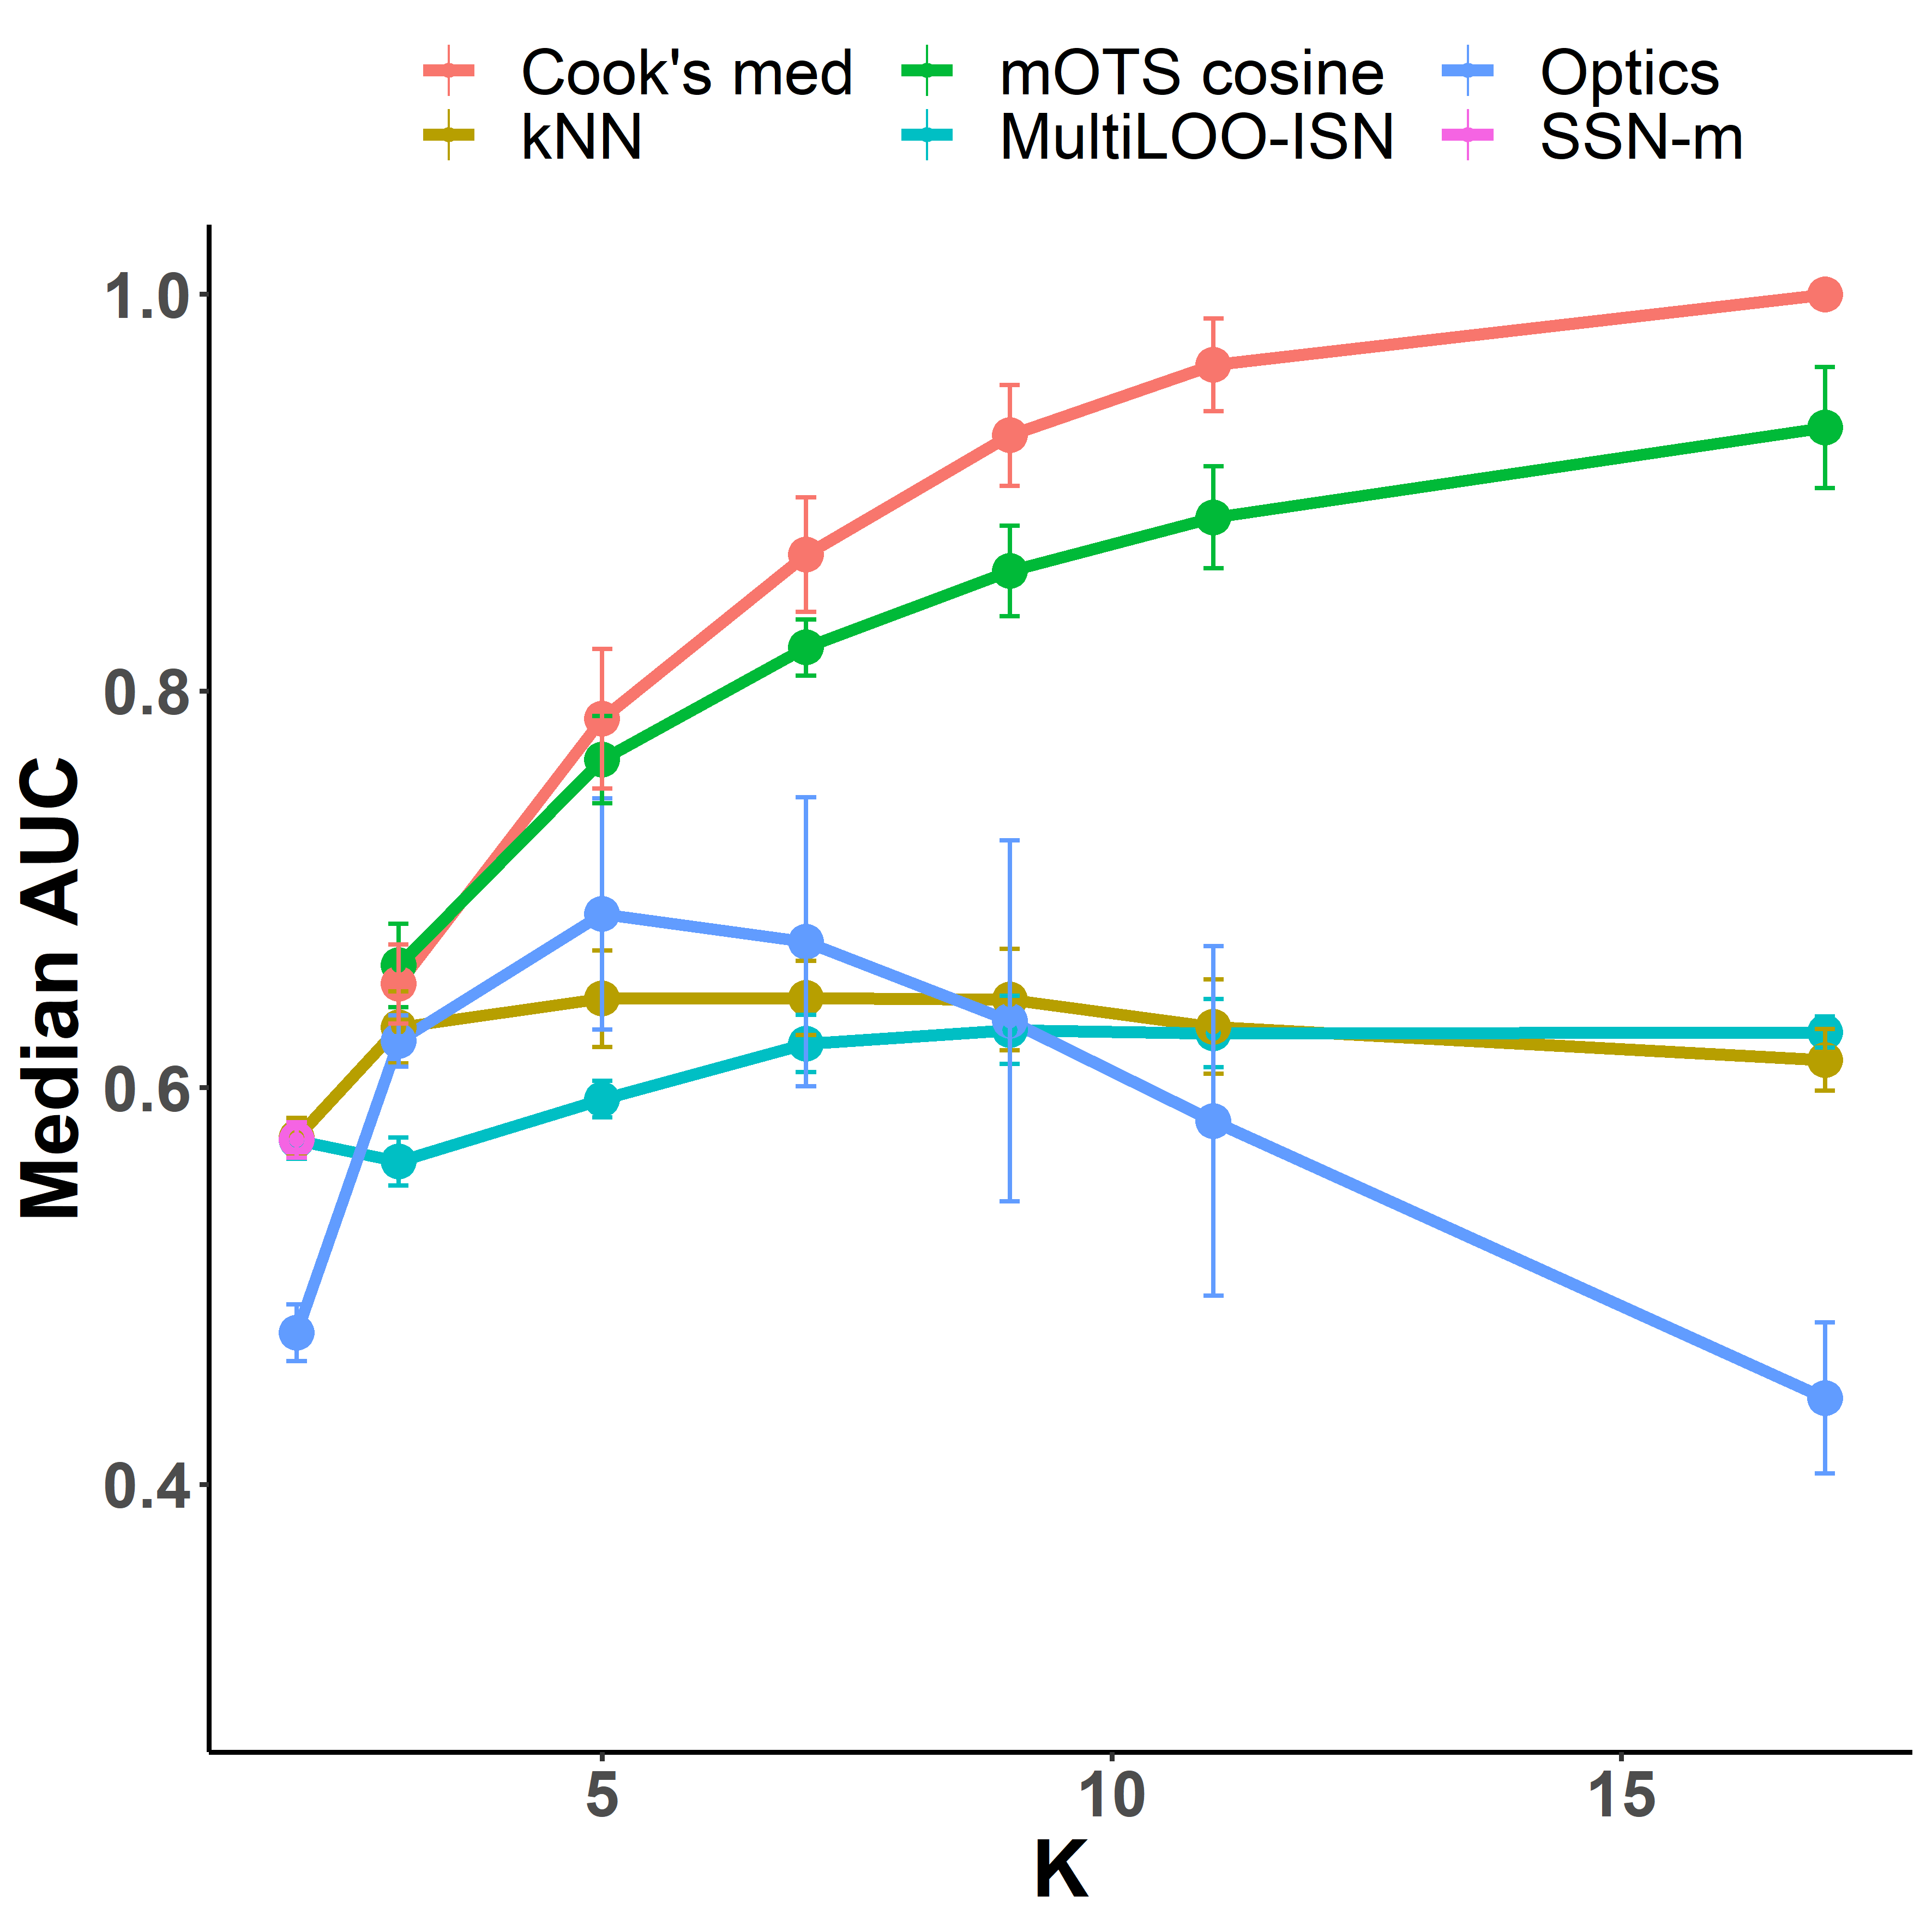 Cook's med mOTS cosine Optics
kNN MultiLOO-ISN SSN-m
1.0
0.8
0.6
0.4
Median AUC
5 10 15
K